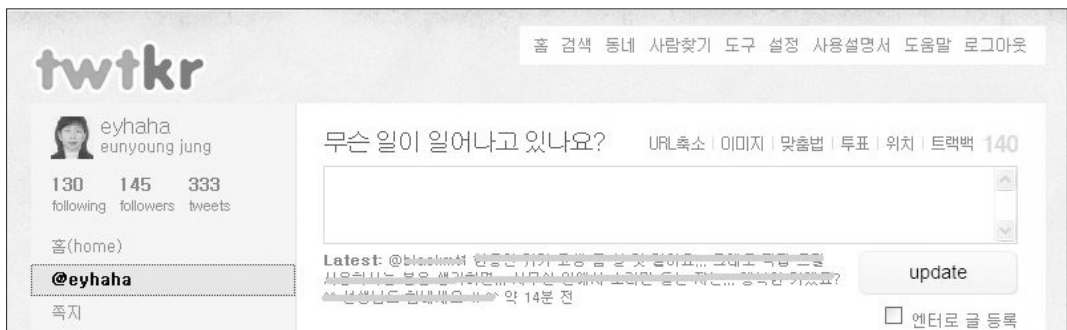 홈 검색 동네 사람찾기 도구 설정 사용설명서 도움말 로그아웃
twtkr
eyhaha
eunyoung jung
130 145 333
following followers tweets
홈(home)
@eyhaha
쪽지
무슨 일이 일어나고 있나요? URL축소 | 이미지 | 맞춤법 | 투표 | 위치 | 트랙백 140
Latest: @
약 14분 전
update
엔터로 글 등록